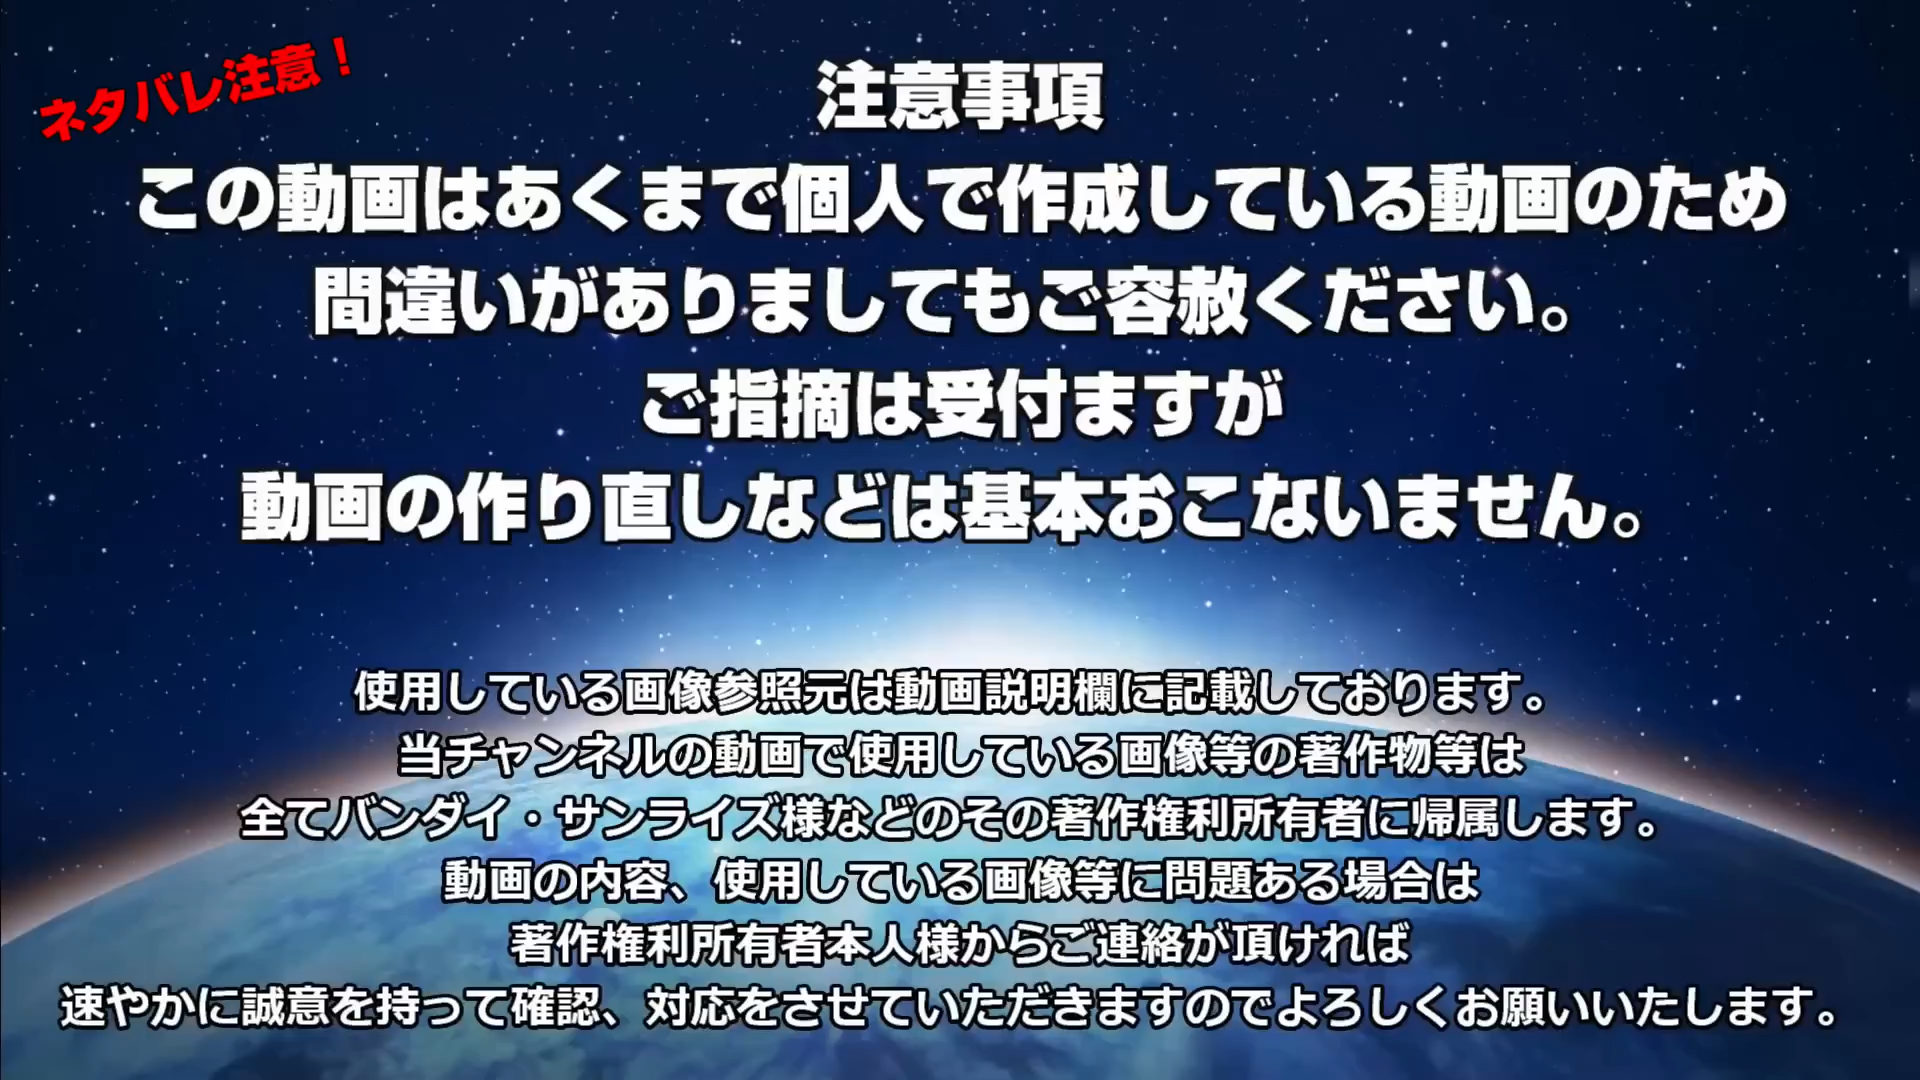 ネタバレ注意！
注意事項
この動画はあくまで個人で作成している動画のため
間違いがありましてもご容赦ください。
ご指摘は受付ますが
動画の作り直しなどは基本おこないません。
使用している画像参照元は動画説明欄に記載しております。
当チャンネルの動画で使用している画像等の著作物等は
全てバンダイ・サンライズ様などのその著作権利所有者に帰属します。
動画の内容、使用している画像等に問題ある場合は
著作権利所有者本人様からご連絡が頂ければ
速やかに誠意を持って確認、対応をさせていただきますのでよろしくお願いいたします。